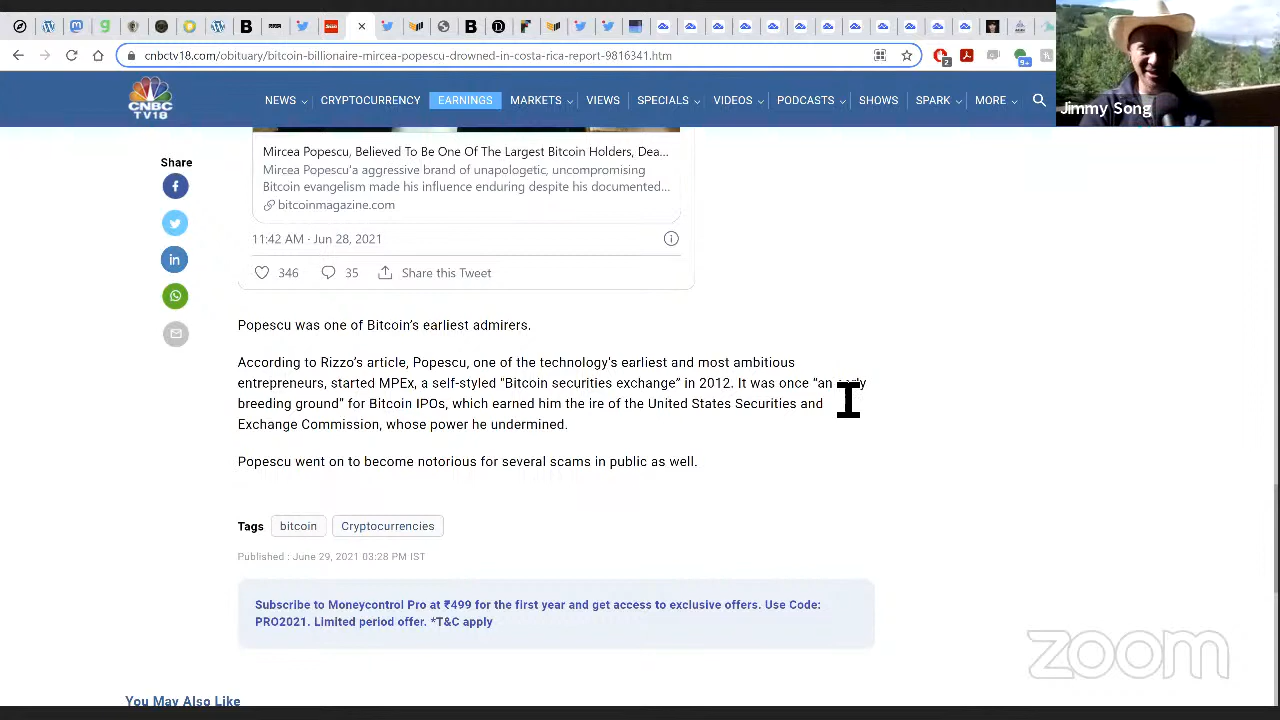 cnbctv18.com/obituary/bitcoin-billionaire-mircea-popescu-drowned-in-costa-rica-report-9816341.htm
2
9+
CNBC
TV18
NEWS CRYPTOCURRENCY EARNINGS MARKETS VIEWS SPECIALS VIDEOS PODCASTS SHOWS SPARK MORE
Jimmy Song
Share
Mircea Popescu, Believed To Be One Of The Largest Bitcoin Holders, Dea...
Mircea Popescu'a aggressive brand of unapologetic, uncompromising
Bitcoin evangelism made his influence enduring despite his documented...
bitcoinmagazine.com
11:42 AM · Jun 28, 2021
346 35 Share this Tweet
Popescu was one of Bitcoin's earliest admirers.
According to Rizzo's article, Popescu, one of the technology's earliest and most ambitious
entrepreneurs, started MPEx, a self-styled "Bitcoin securities exchange" in 2012. It was once "an early
breeding ground" for Bitcoin IPOs, which earned him the ire of the United States Securities and
Exchange Commission, whose power he undermined.
Popescu went on to become notorious for several scams in public as well.
Tags bitcoin Cryptocurrencies
Published : June 29, 2021 03:28 PM IST
Subscribe to Moneycontrol Pro at ₹499 for the first year and get access to exclusive offers. Use Code:
PRO2021. Limited period offer. *T&C apply
zoom
You May Also Like